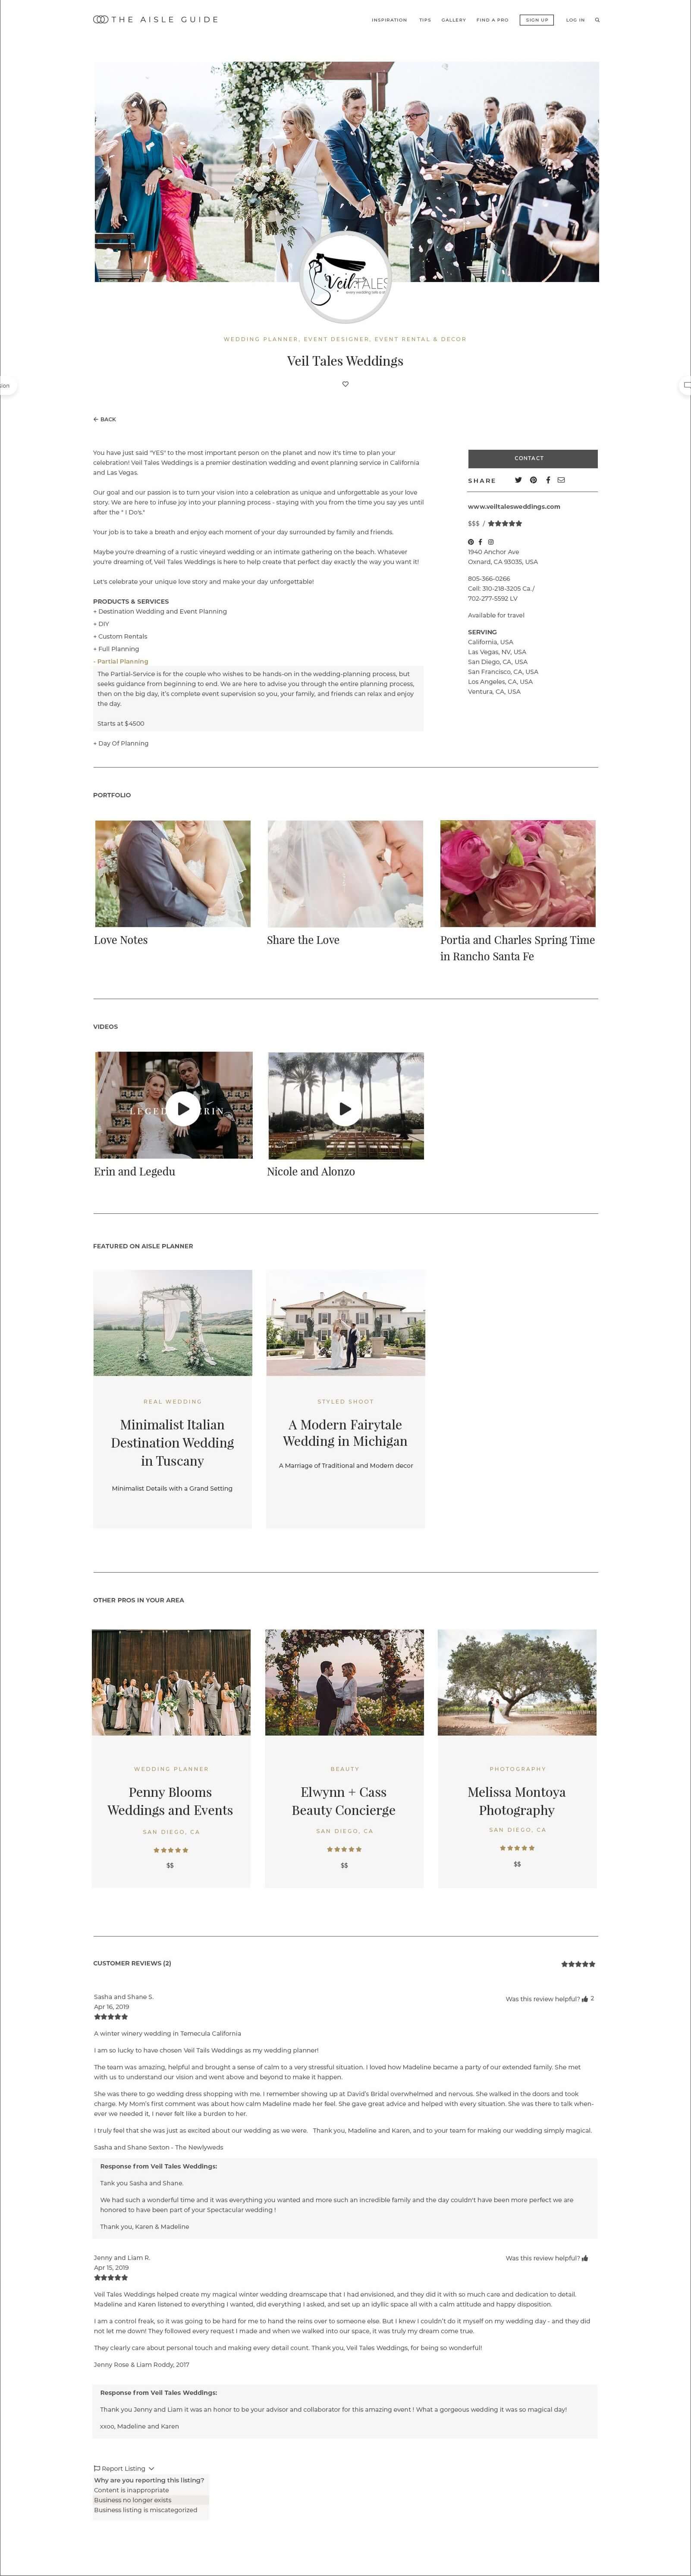 THE AISLE GUIDE
INSPIRATION TIPS GALLERY FIND A PRO SIGN UP LOG IN
Veil TALES
WEDDING PLANNER, EVENT DESIGNER, EVENT RENTAL & DECOR
Veil Tales Weddings
sion
← BACK
You have just said "YES" to the most important person on the planet and now it's time to plan your
celebration! Veil Tales Weddings is a premier destination wedding and event planning service in California
and Las Vegas.
Our goal and our passion is to turn your vision into a celebration as unique and unforgettable as your love
story. We are here to infuse joy into your planning process - staying with you from the time you say yes until
after the " I Do's."
Your job is to take a breath and enjoy each moment of your day surrounded by family and friends.
Maybe you're dreaming of a rustic vineyard wedding or an intimate gathering on the beach. Whatever
you're dreaming of, Veil Tales Weddings is here to help create that perfect day exactly the way you want it!
Let's celebrate your unique love story and make your day unforgettable!
PRODUCTS & SERVICES
+ Destination Wedding and Event Planning
+ DIY
+ Custom Rentals
+ Full Planning
- Partial Planning
The Partial-Service is for the couple who wishes to be hands-on in the wedding-planning process, but
seeks guidance from beginning to end. We are here to advise you through the entire planning process,
then on the big day, it's complete event supervision so you, your family, and friends can relax and enjoy
the day.
Starts at $4500
+ Day Of Planning
CONTACT
SHARE
www.veiltalesweddings.com
$$$ / ★★★★★
1940 Anchor Ave
Oxnard, CA 93035, USA
805-366-0266
Cell: 310-218-3205 Ca./
702-277-5592 LV
Available for travel
SERVING
California, USA
Las Vegas, NV, USA
San Diego, CA, USA
San Francisco, CA, USA
Los Angeles, CA, USA
Ventura, CA, USA
PORTFOLIO
Love Notes
Share the Love
Portia and Charles Spring Time
in Rancho Santa Fe
VIDEOS
Erin and Legedu
Nicole and Alonzo
FEATURED ON AISLE PLANNER
REAL WEDDING
Minimalist Italian
Destination Wedding
in Tuscany
Minimalist Details with a Grand Setting
STYLED SHOOT
A Modern Fairytale
Wedding in Michigan
A Marriage of Traditional and Modern decor
OTHER PROS IN YOUR AREA
WEDDING PLANNER
Penny Blooms
Weddings and Events
SAN DIEGO, CA
★★★★★
$$
BEAUTY
Elwynn + Cass
Beauty Concierge
SAN DIEGO, CA
★★★★★
$$
PHOTOGRAPHY
Melissa Montoya
Photography
SAN DIEGO, CA
★★★★★
$$
CUSTOMER REVIEWS (2)
★★★★★
Sasha and Shane S.
Apr 16, 2019
★★★★★
Was this review helpful? 2
A winter winery wedding in Temecula California
I am so lucky to have chosen Veil Tails Weddings as my wedding planner!
The team was amazing, helpful and brought a sense of calm to a very stressful situation. I loved how Madeline became a party of our extended family. She met
with us to understand our vision and went above and beyond to make it happen.
She was there to go wedding dress shopping with me. I remember showing up at David's Bridal overwhelmed and nervous. She walked in the doors and took
charge. My Mom's first comment was about how calm Madeline made her feel. She gave great advice and helped with every situation. She was there to talk when-
ever we needed it, I never felt like a burden to her.
I truly feel that she was just as excited about our wedding as we were. Thank you, Madeline and Karen, and to your team for making our wedding simply magical.
Sasha and Shane Sexton - The Newlyweds
Response from Veil Tales Weddings:
Tank you Sasha and Shane.
We had such a wonderful time and it was everything you wanted and more such an incredible family and the day couldn't have been more perfect we are
honored to have been part of your Spectacular wedding !
Thank you, Karen & Madeline
Jenny and Liam R.
Apr 15, 2019
★★★★★
Was this review helpful?
Veil Tales Weddings helped create my magical winter wedding dreamscape that I had envisioned, and they did it with so much care and dedication to detail.
Madeline and Karen listened to everything I wanted, did everything I asked, and set up an idyllic space all with a calm attitude and happy disposition.
I am a control freak, so it was going to be hard for me to hand the reins over to someone else. But I knew I couldn't do it myself on my wedding day - and they did
not let me down! They followed every request I made and when we walked into our space, it was truly my dream come true.
They clearly care about personal touch and making every detail count. Thank you, Veil Tales Weddings, for being so wonderful!
Jenny Rose & Liam Roddy, 2017
Response from Veil Tales Weddings:
Thank you Jenny and Liam it was an honor to be your advisor and collaborator for this amazing event ! What a gorgeous wedding it was so magical day!
xxoo, Madeline and Karen
Report Listing
Why are you reporting this listing?
Content is inappropriate
Business no longer exists
Business listing is miscategorized